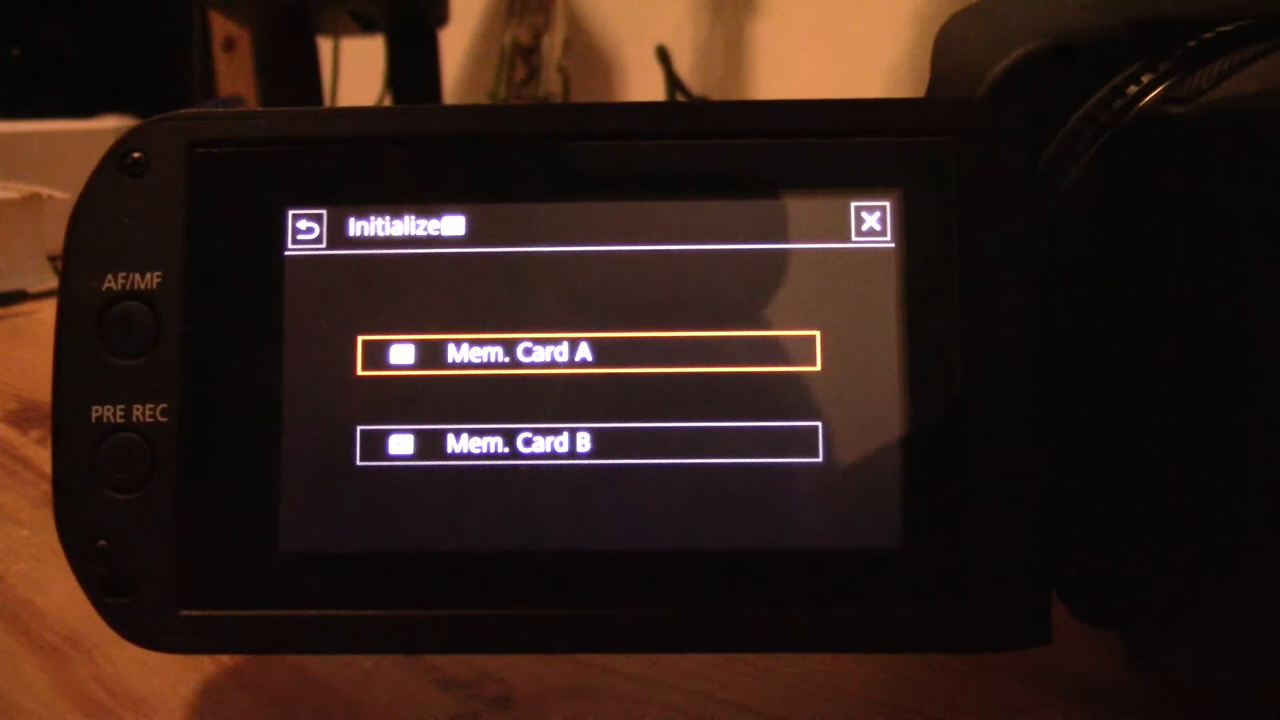 Initialize
AF/MF
Mem. Card A
PRE REC
Mem. Card B